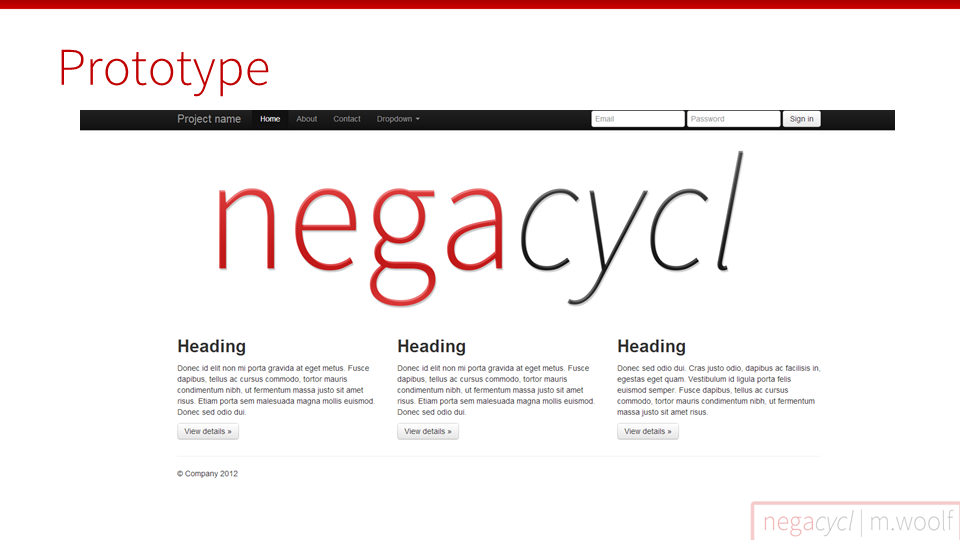 Prototype
Project name Home About Contact Dropdown Email Password Sign in
negacycl
Heading
Donec id elit non mi porta gravida at eget metus. Fusce
dapibus, tellus ac cursus commodo, tortor mauris
condimentum nibh, ut fermentum massa justo sit amet
risus. Etiam porta sem malesuada magna mollis euismod.
Donec sed odio dui.
View details »
Heading
Donec id elit non mi porta gravida at eget metus. Fusce
dapibus, tellus ac cursus commodo, tortor mauris
condimentum nibh, ut fermentum massa justo sit amet
risus. Etiam porta sem malesuada magna mollis euismod.
Donec sed odio dui.
View details »
Heading
Donec sed odio dui. Cras justo odio, dapibus ac facilisis in,
egestas eget quam. Vestibulum id ligula porta felis
euismod semper. Fusce dapibus, tellus ac cursus
commodo, tortor mauris condimentum nibh, ut fermentum
massa justo sit amet risus.
View details »
© Company 2012
negacycl | m.woolf